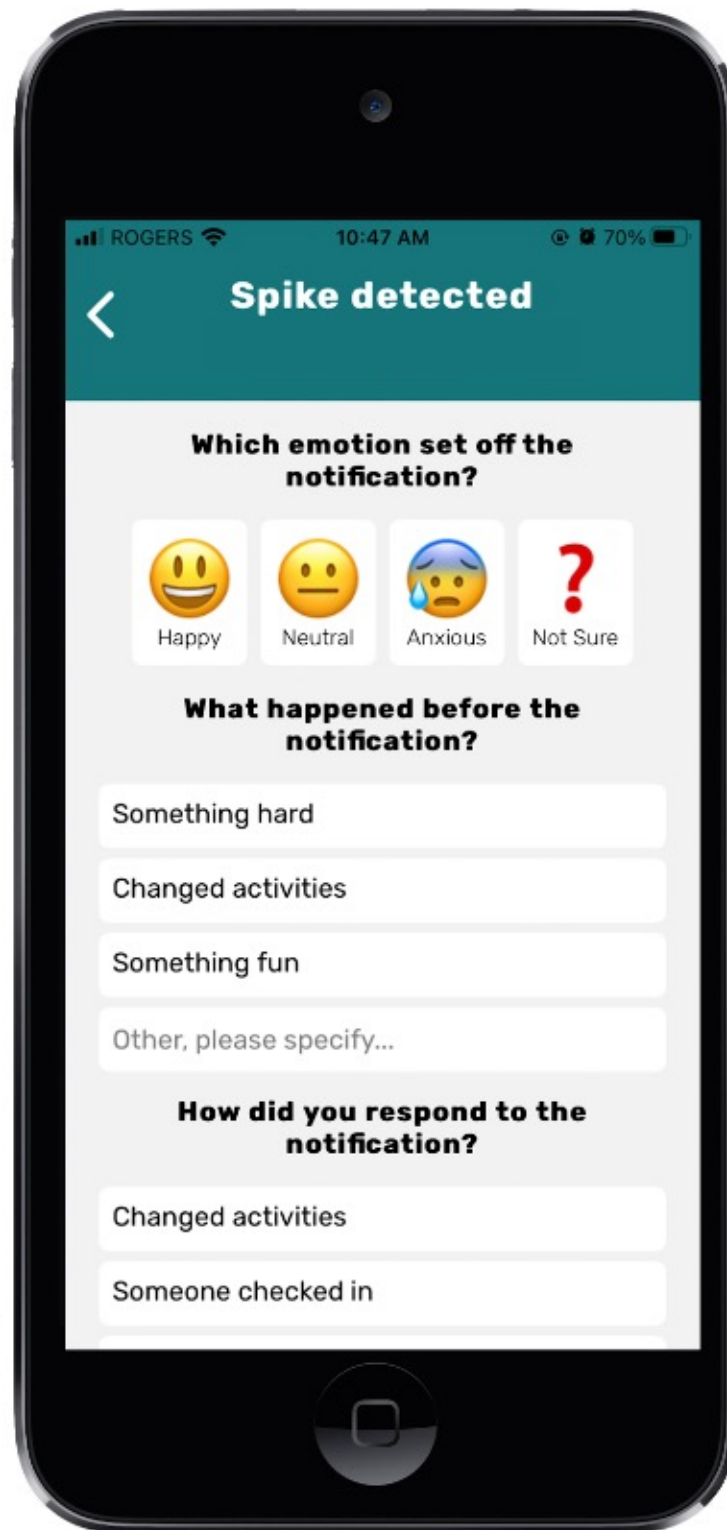 ROGERS 10:47 AM 70%
Spike detected
Which emotion set off the
notification?
Happy Neutral Anxious Not Sure
What happened before the
notification?
Something hard
Changed activities
Something fun
Other, please specify...
How did you respond to the
notification?
Changed activities
Someone checked in